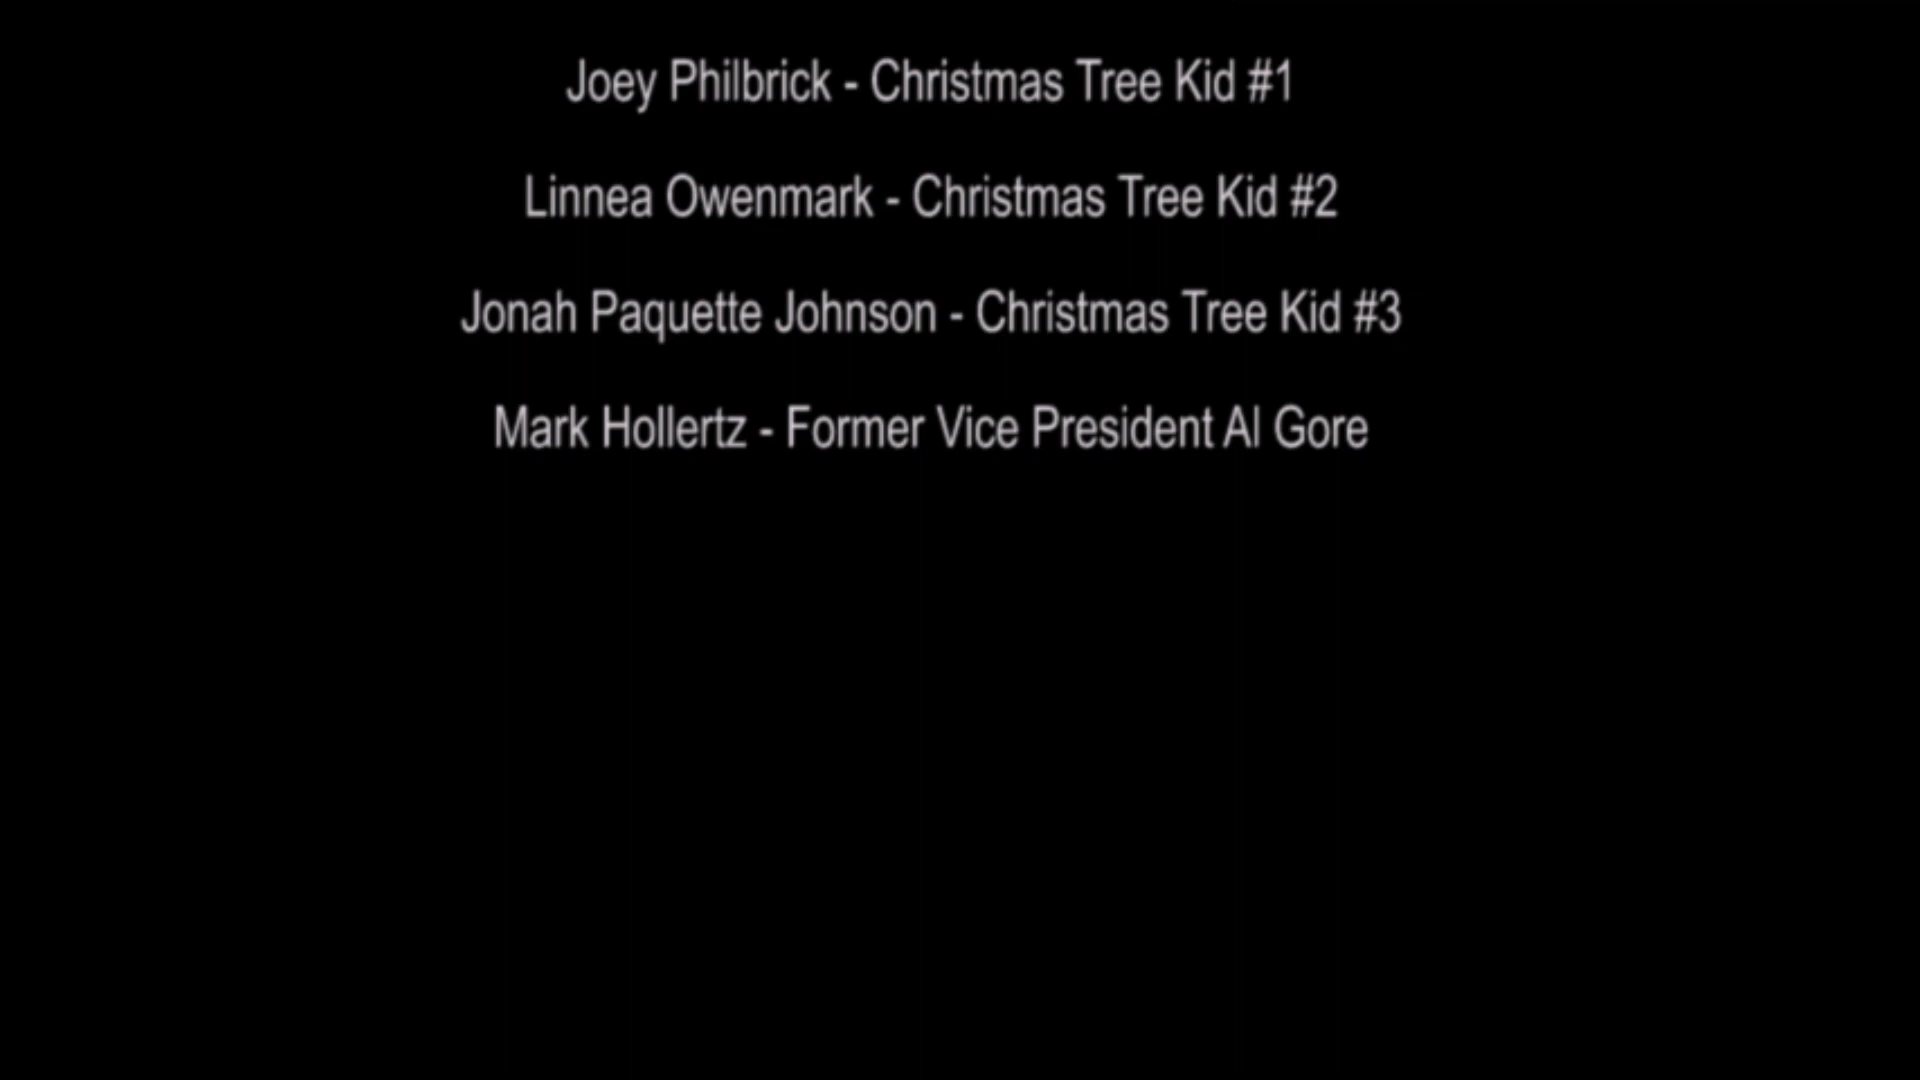 Joey Philbrick - Christmas Tree Kid #1
Linnea Owenmark - Christmas Tree Kid #2
Jonah Paquette Johnson - Christmas Tree Kid #3
Mark Hollertz - Former Vice President Al Gore